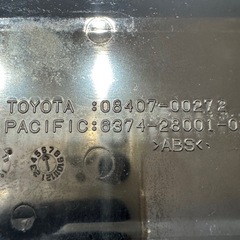 TOYOTA :08407-00272
PACIFIC:6374-28001-0
>ABS<